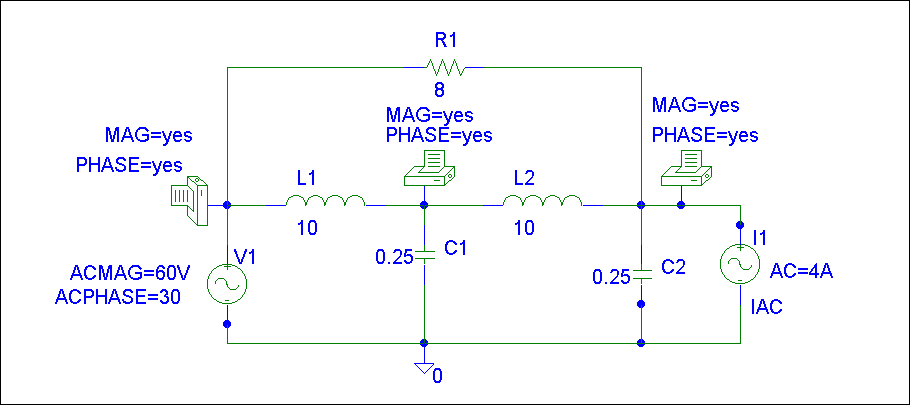 R1
8
MAG=yes
PHASE=yes
MAG=yes
PHASE=yes
MAG=yes
PHASE=yes
L1
10
L2
10
V1
ACMAG=60V
ACPHASE=30
0.25
C1
0.25
C2
I1
AC=4A
IAC
0